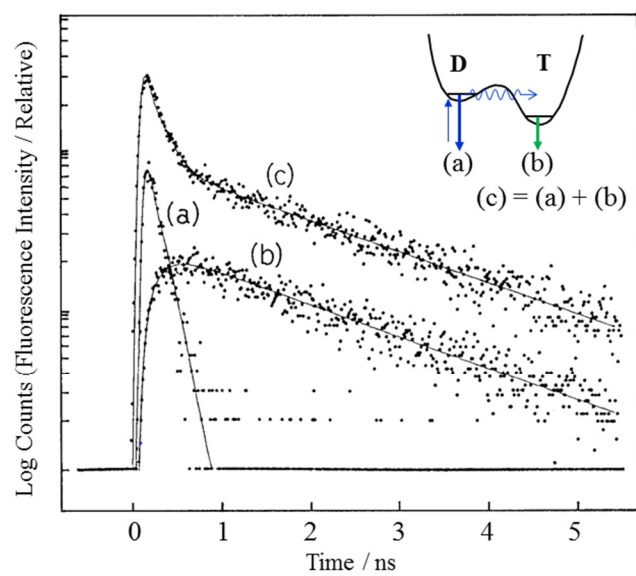 D T
(a) (b)
(c) = (a) + (b)
(c)
(a)
(b)
Log Counts (Fluorescence Intensity / Relative)
0 1 2 3 4 5
Time / ns